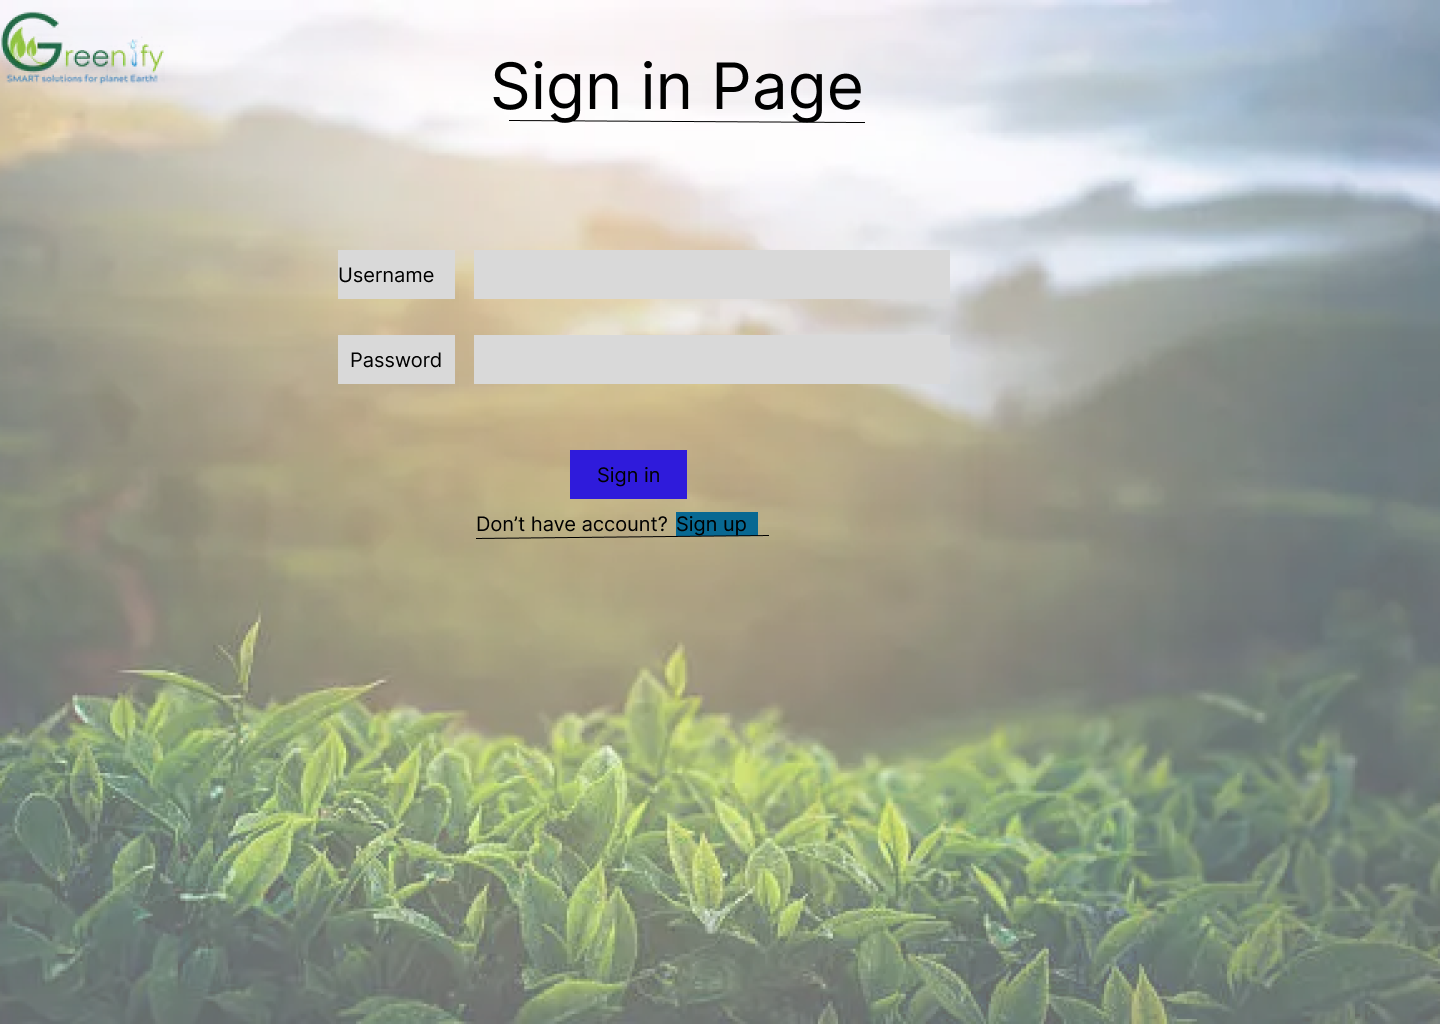 Greenify
SMART solutions for planet Earth!
Sign in Page
Username
Password
Sign in
Don’t have account? Sign up